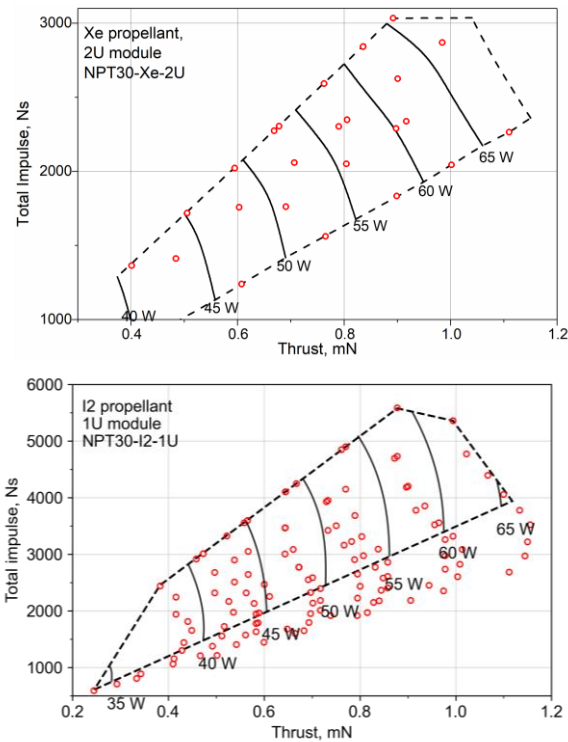 Xe propellant,
2U module
NPT30-Xe-2U
Total Impulse, Ns
3000
2000
1000
40 W
45 W
50 W
55 W
60 W
65 W
0.4
0.6
0.8
1.0
1.2
Thrust, mN
I2 propellant
1U module
NPT30-I2-1U
Total impulse, Ns
6000
5000
4000
3000
2000
1000
35 W
40 W
45 W
50 W
55 W
60 W
65 W
0.2
0.4
0.6
0.8
1.0
1.2
Thrust, mN